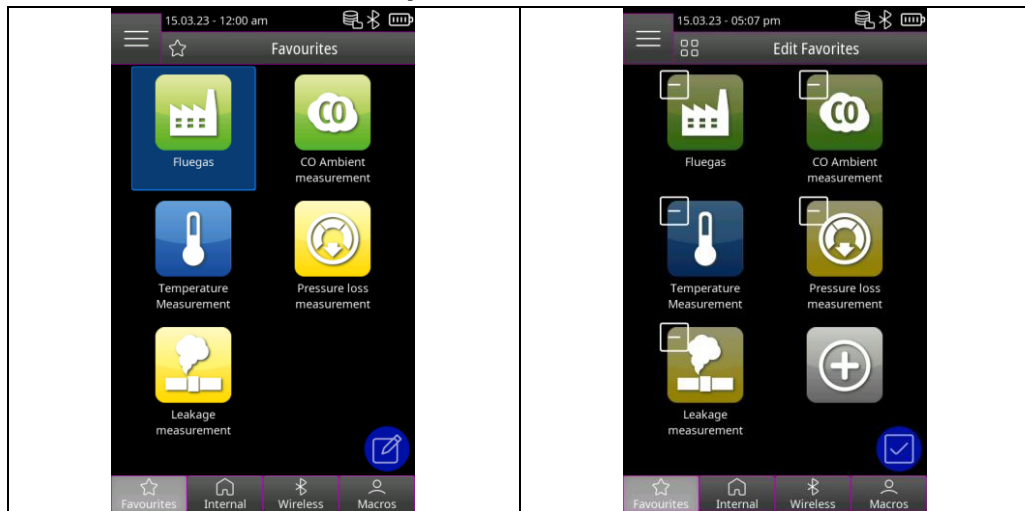 15.03.23 - 12:00 am
Favourites
Fluegas
CO
CO Ambient
measurement
Temperature
Measurement
Pressure loss
measurement
Leakage
measurement
Favourites Internal Wireless Macros
15.03.23 - 05:07 pm
Edit Favorites
Fluegas
CO
CO Ambient
measurement
Temperature
Measurement
Pressure loss
measurement
Leakage
measurement
Favourites Internal Wireless Macros